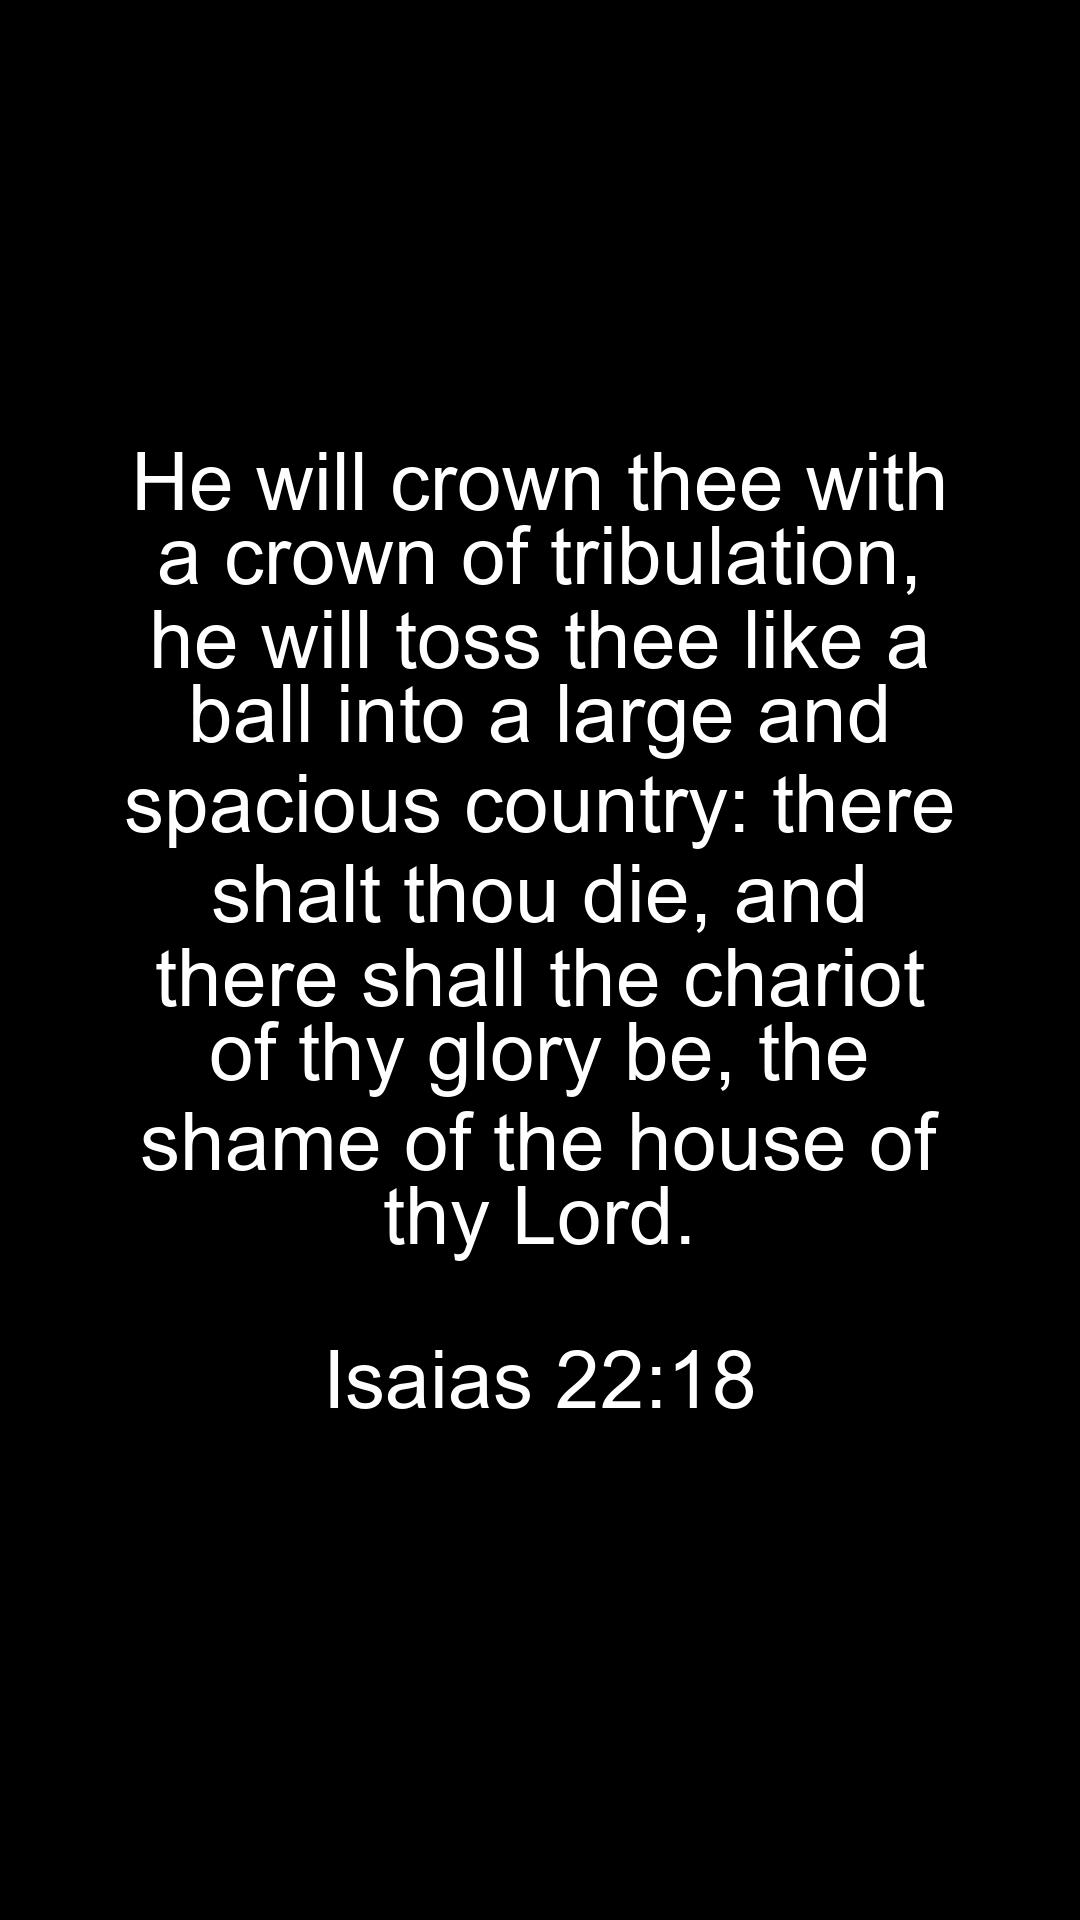 He will crown thee with
a crown of tribulation,
he will toss thee like a
ball into a large and
spacious country: there
shalt thou die, and
there shall the chariot
of thy glory be, the
shame of the house of
thy Lord.
Isaias 22:18